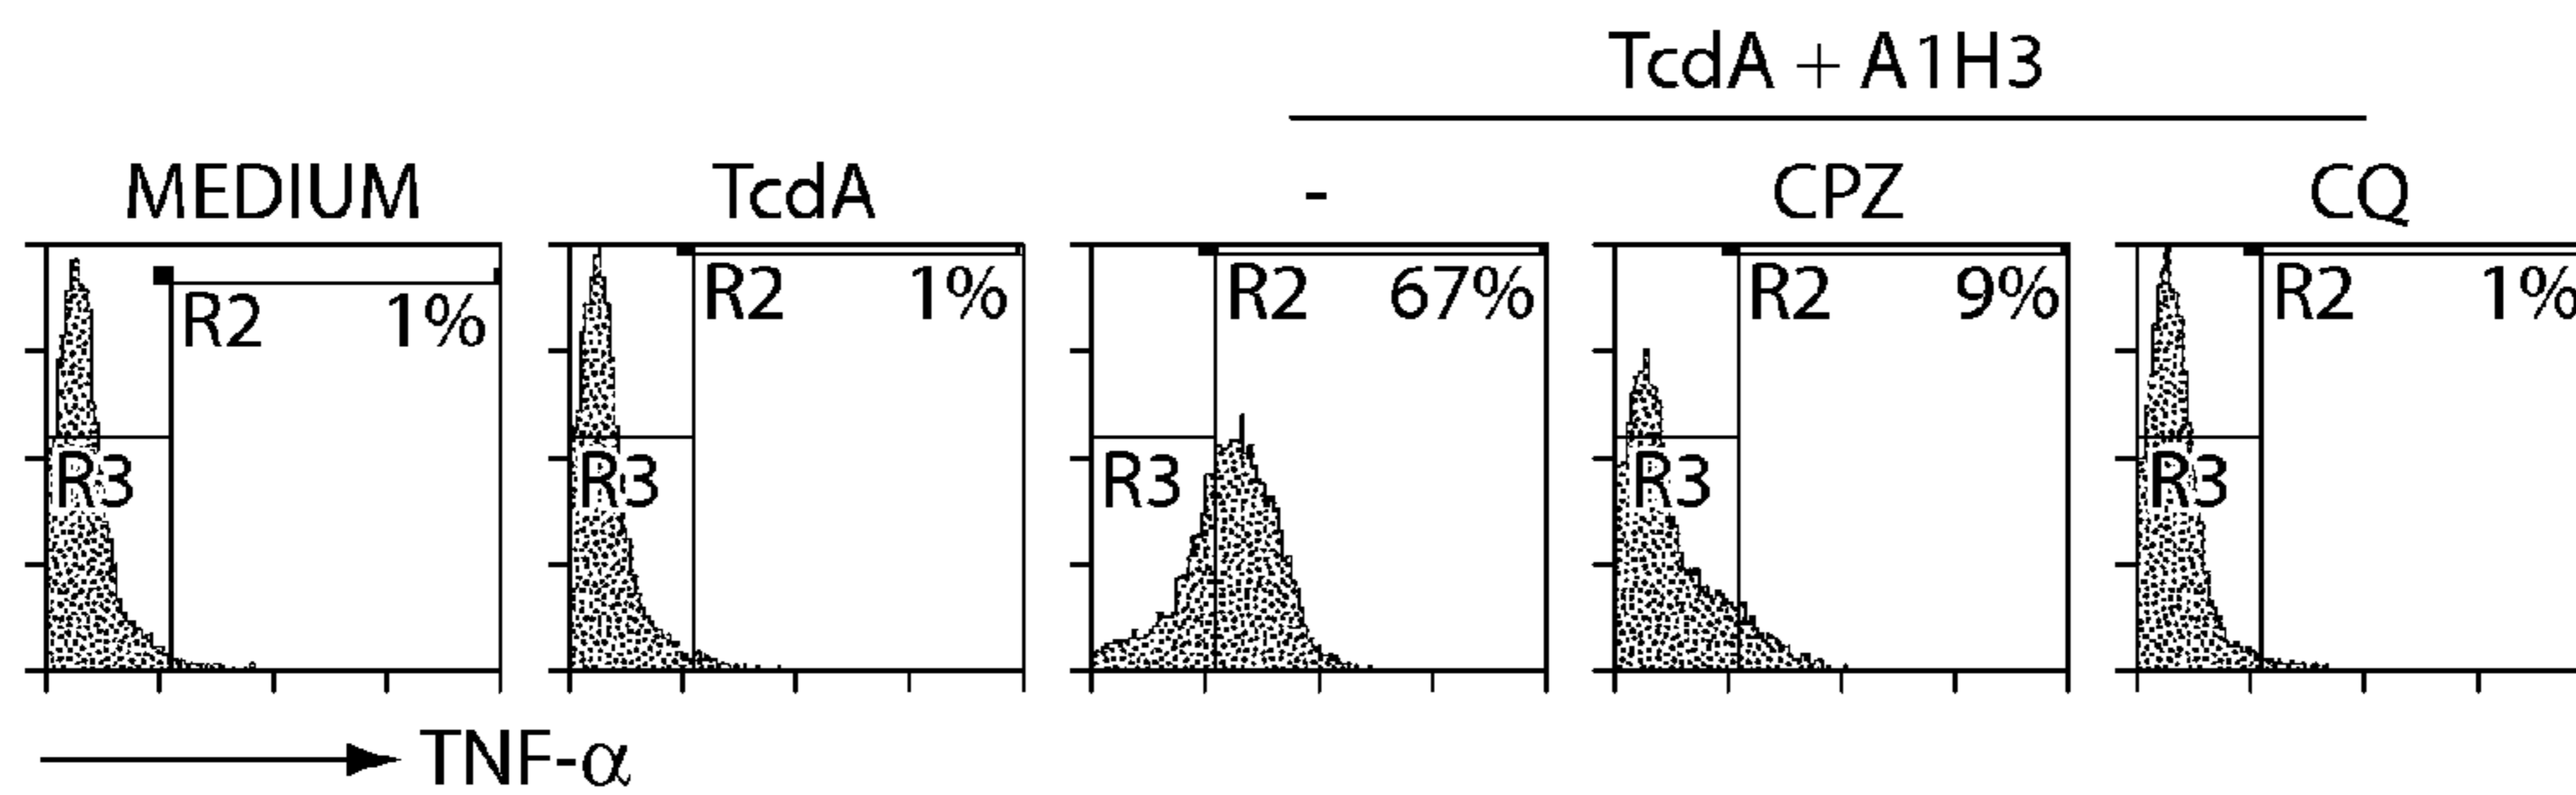 TcdA + A1H3
MEDIUM TcdA - CPZ CQ
R2 1% R2 1% R2 67% R2 9% R2 1%
R3 R3 R3 R3 R3
TNF-α